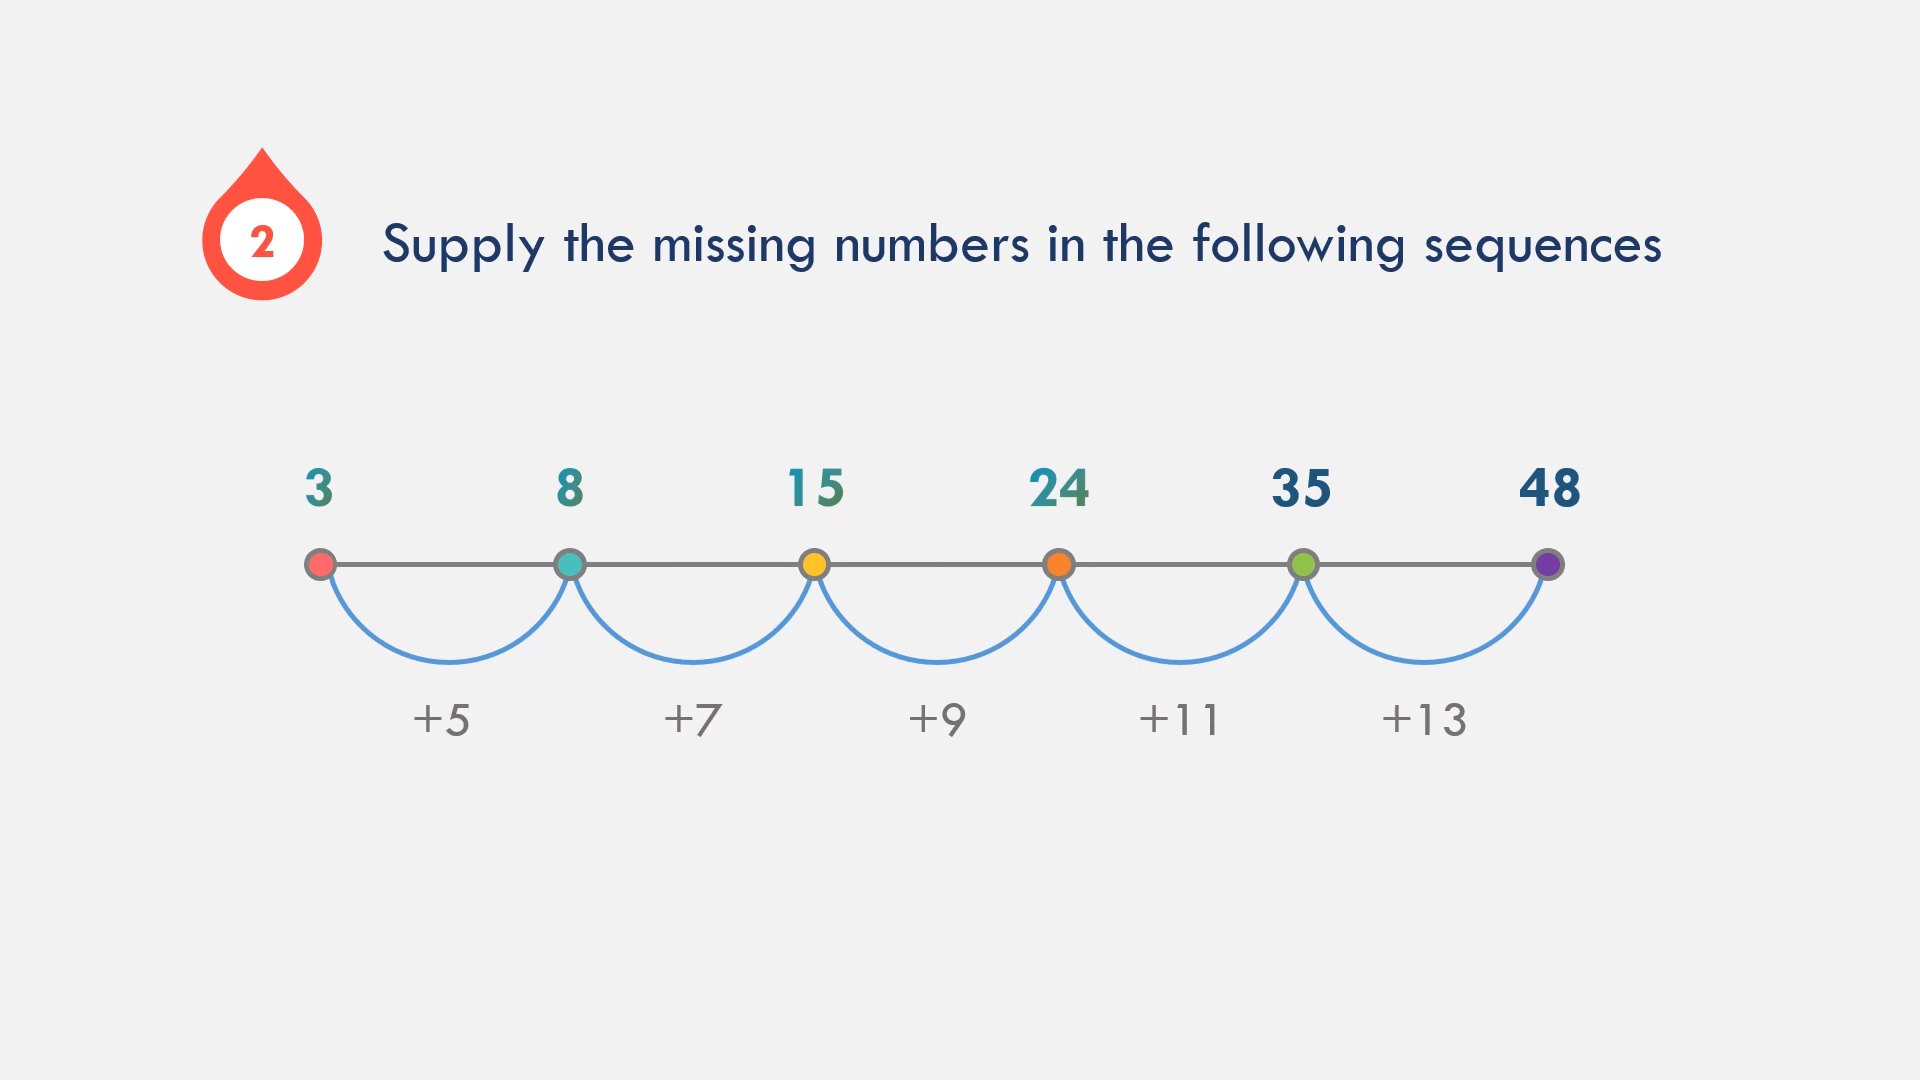 2
Supply the missing numbers in the following sequences
3 8 15 24 35 48
+5 +7 +9 +11 +13